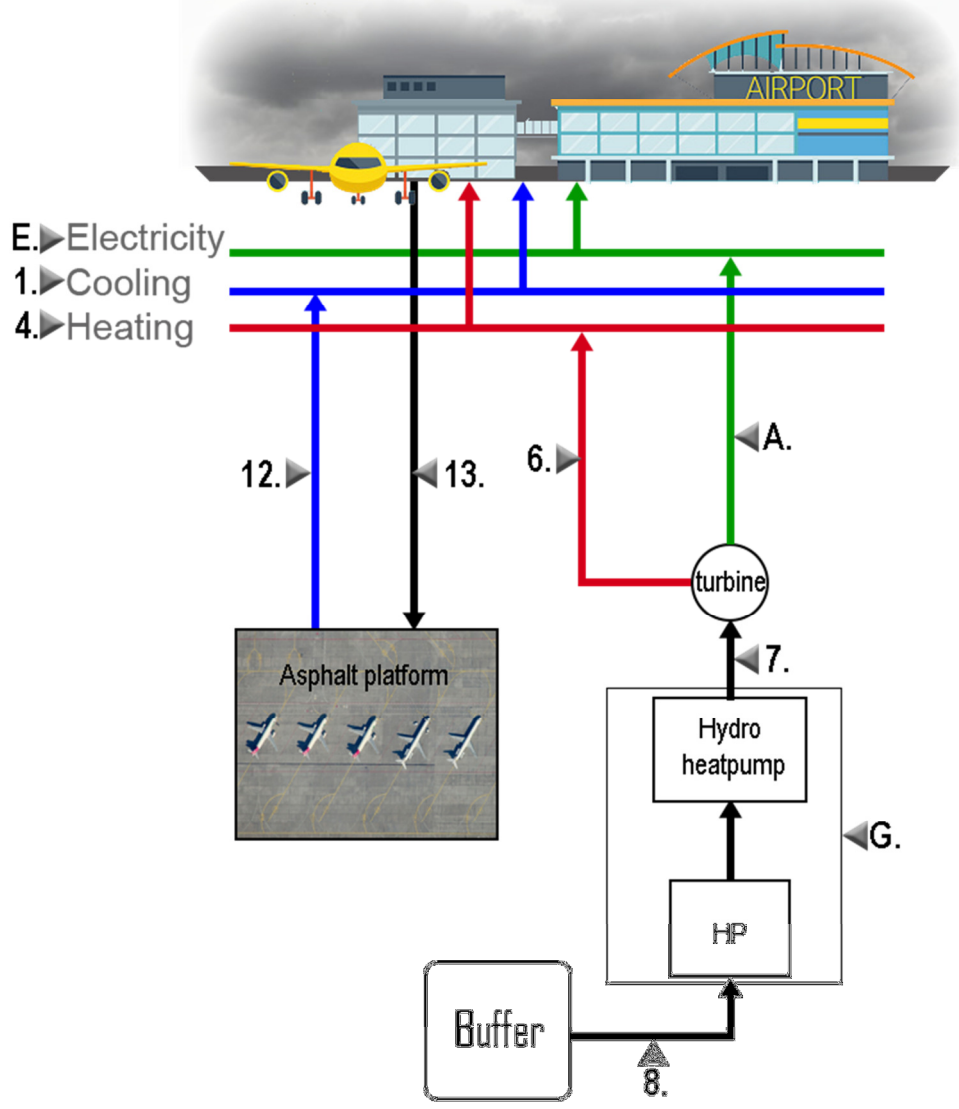 AIRPORT
E. Electricity
1. Cooling
4. Heating
A.
6.
12.
13.
turbine
7.
Asphalt platform
Hydro
heatpump
G.
HP
Buffer
8.